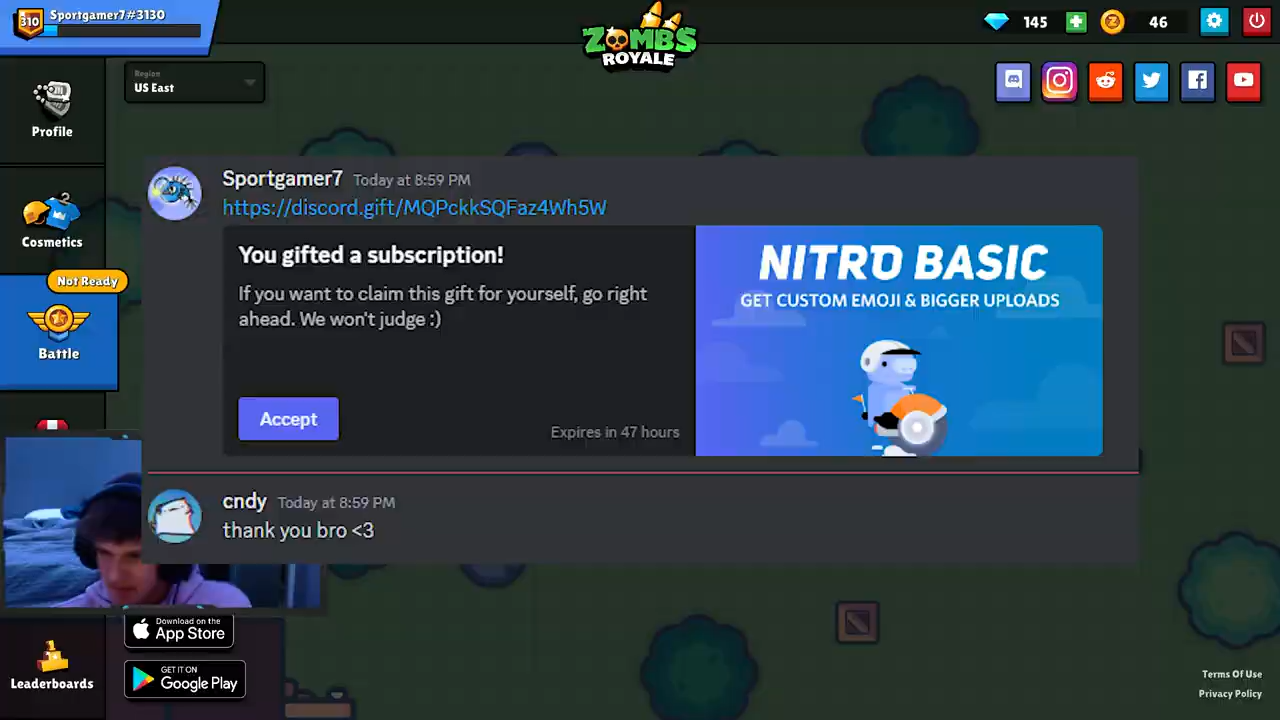 310
Sportgamer7#3130
ZOMBS
ROYALE
145
46
Profile
Region
US East
Cosmetics
2
Not Ready
Battle
Sportgamer7 Today at 8:59 PM
https://discord.gift/MQPckkSQFaz4Wh5W
You gifted a subscription!
If you want to claim this gift for yourself, go right
ahead. We won't judge :)
Accept
Expires in 47 hours
NITRO BASIC
GET CUSTOM EMOJI & BIGGER UPLOADS
cndy Today at 8:59 PM
thank you bro <3
Download on the
App Store
GET IT ON
Google Play
Leaderboards
Terms Of Use
Privacy Policy